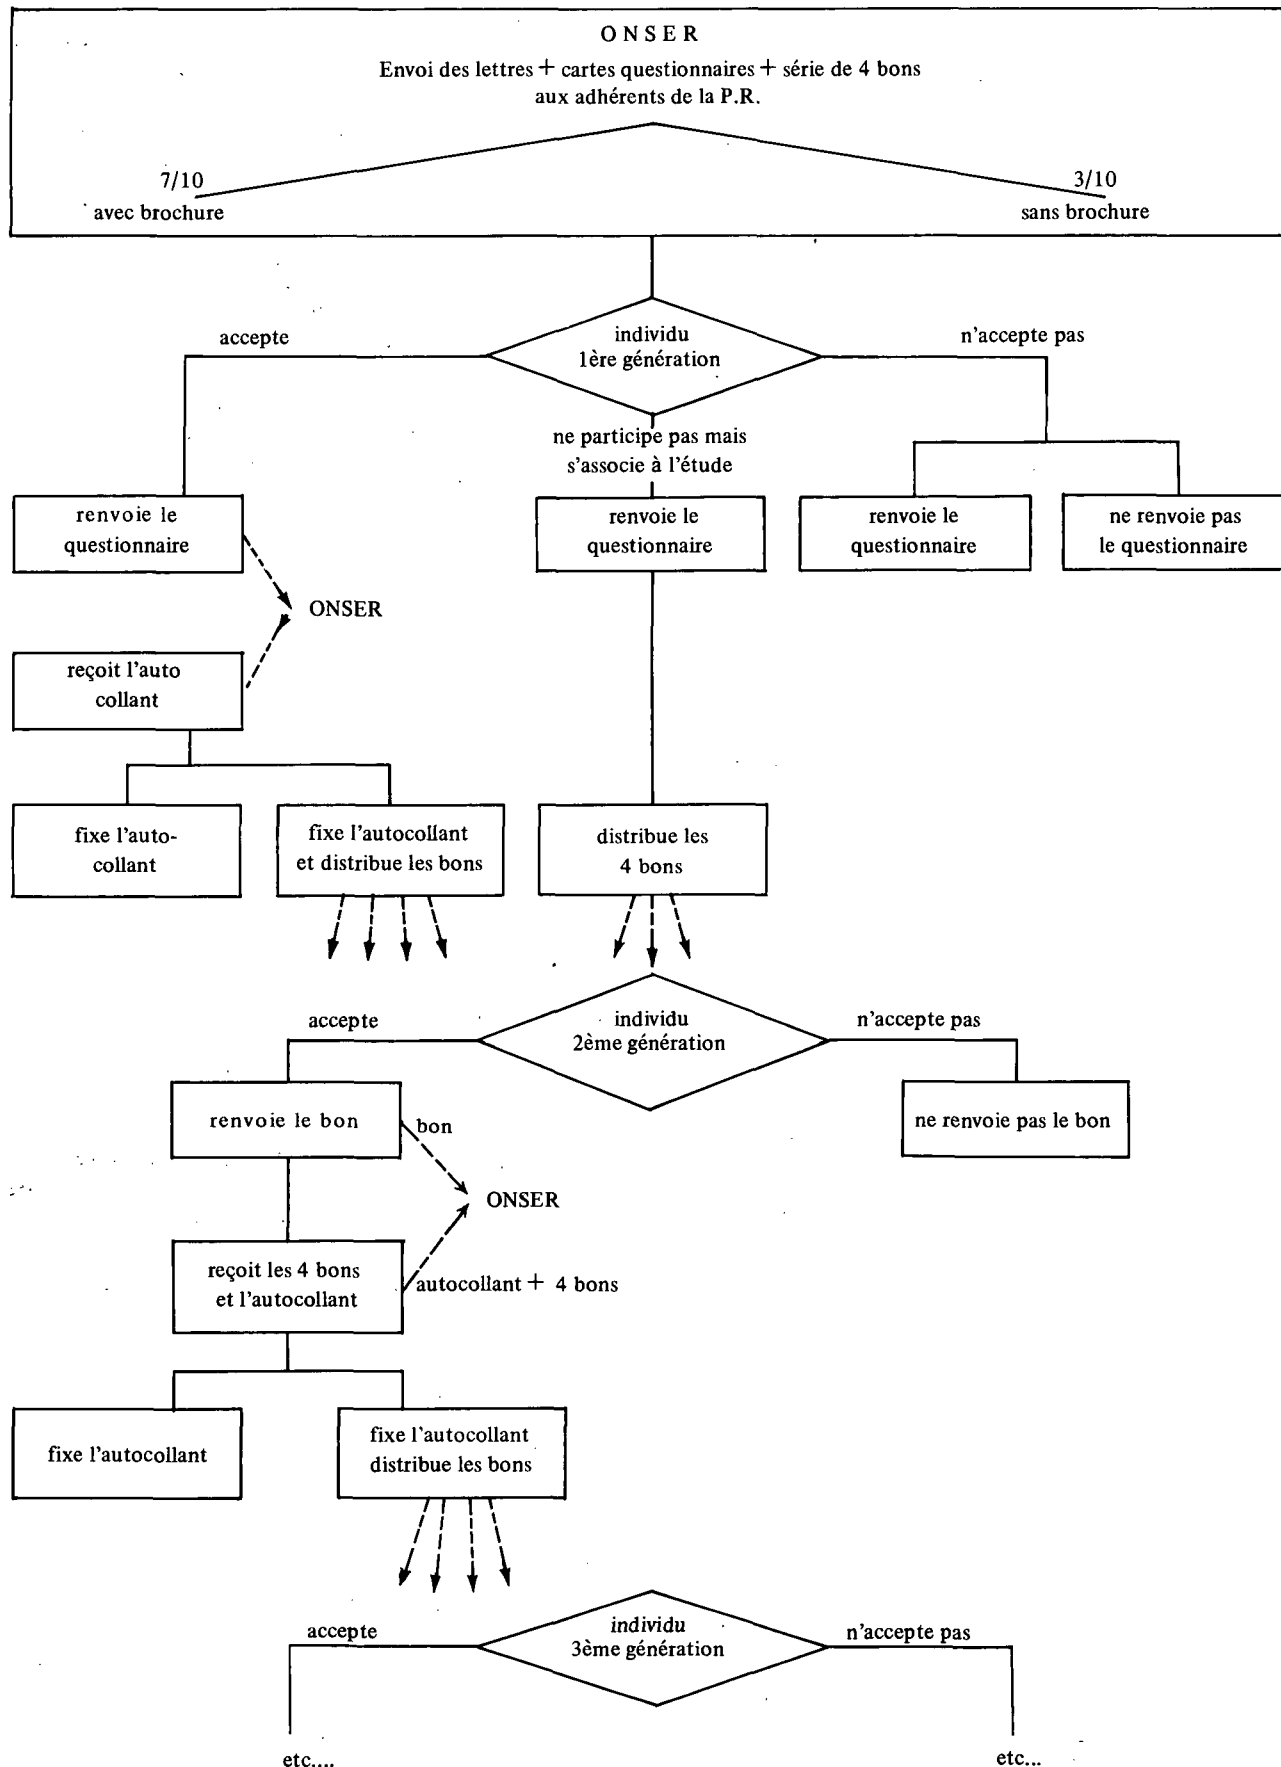 ONSER
Envoi des lettres + cartes questionnaires + série de 4 bons
aux adhérents de la P.R.
7/10
avec brochure
3/10
sans brochure
individu
1ère génération
accepte
n'accepte pas
ne participe pas mais
s'associe à l'étude
renvoie le
questionnaire
renvoie le
questionnaire
renvoie le
questionnaire
ne renvoie pas
le questionnaire
ONSER
reçoit l'auto
collant
fixe l'auto-
collant
fixe l'autocollant
et distribue les bons
distribue les
4 bons
individu
2ème génération
accepte
n'accepte pas
renvoie le bon
bon
ne renvoie pas le bon
ONSER
reçoit les 4 bons
et l'autocollant
autocollant + 4 bons
fixe l'autocollant
fixe l'autocollant
distribue les bons
individu
3ème génération
accepte
n'accepte pas
etc....
etc...